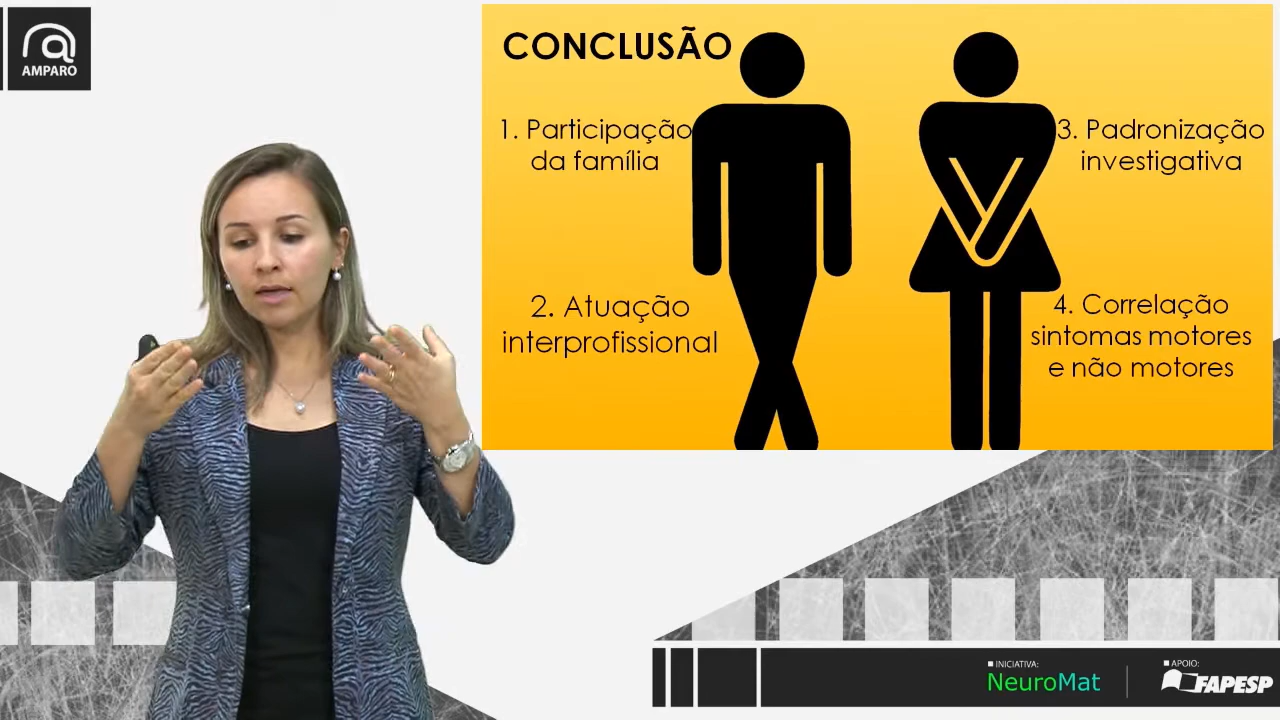 AMPARO
CONCLUSÃO
1. Participação
da família
2. Atuação
interprofissional
3. Padronização
investigativa
4. Correlação
sintomas motores
e não motores
INICIATIVA:
NeuroMat
APOIO:
FAPESP